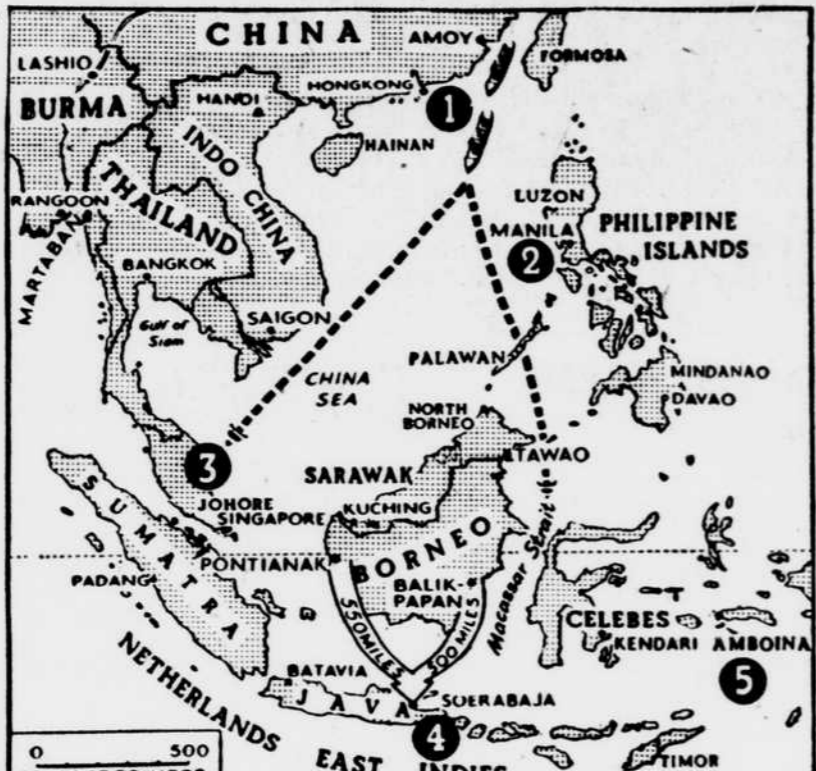 CHINA
AMOY
LASHIO
FORMOSA
HONGKONG
BURMA
HANOI
1
HAINAN
INDO CHINA
THAILAND
RANGOON
LUZON
MANILA
PHILIPPINE
ISLANDS
2
MARTABAN
BANGKOK
SAIGON
Gulf of
Siam
PALAWAN
CHINA
SEA
MINDANAO
DAVAO
NORTH
BORNEO
TAWAO
3
SARAWAK
JOHORE
SINGAPORE
KUCHING
SUMATRA
PONTIANAK
BORNEO
Macassar Strait
PADANG
BALIK-
PAPAN
550 MILES
300 MILES
CELEBES
KENDARI
AMBOINA
5
BATAVIA
JAVA
SOERABAJA
4
NETHERLANDS
EAST INDIES
TIMOR
0 500